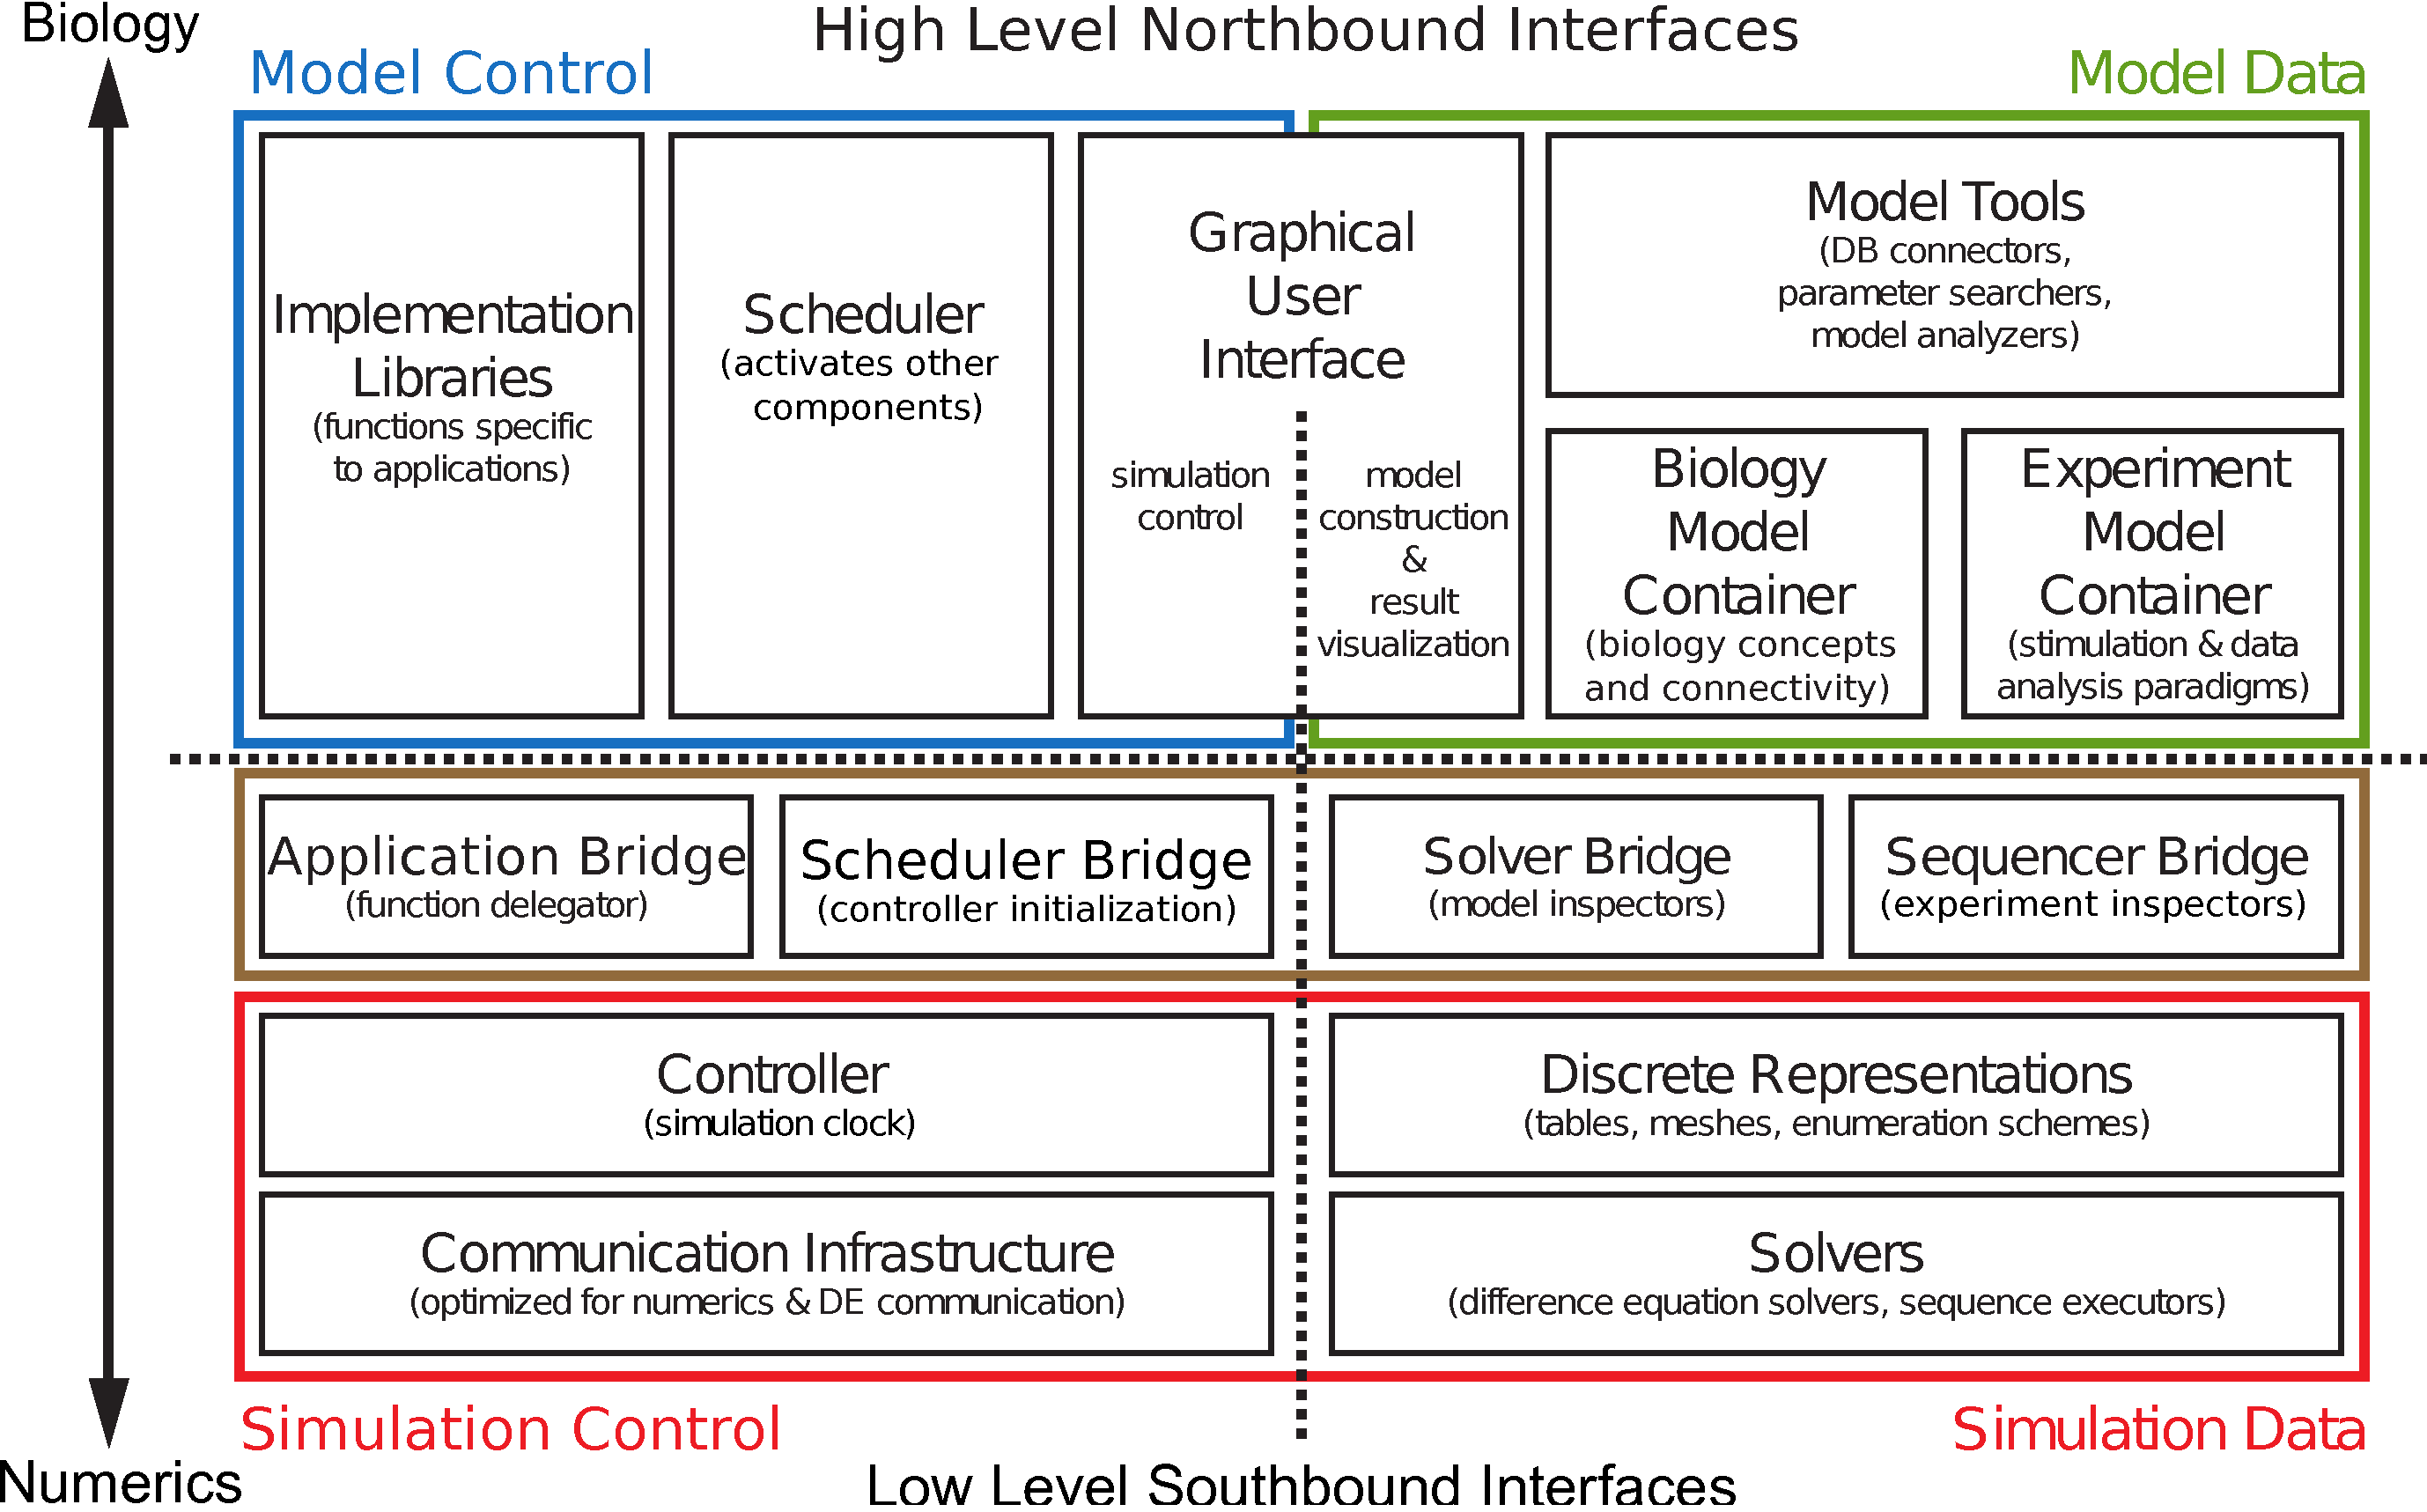 Biology
High Level Northbound Interfaces
Model Control
Model Data
Implementation
Libraries
(functions specific
to applications)
Scheduler
(activates other
components)
Graphical
User
Interface
simulation
control
model
construction
&
result
visualization
Model Tools
(DB connectors,
parameter searchers,
model analyzers)
Biology
Model
Container
(biology concepts
and connectivity)
Experiment
Model
Container
(stimulation & data
analysis paradigms)
Application Bridge
(function delegator)
Scheduler Bridge
(controller initialization)
Solver Bridge
(model inspectors)
Sequencer Bridge
(experiment inspectors)
Controller
(simulation clock)
Discrete Representations
(tables, meshes, enumeration schemes)
Communication Infrastructure
(optimized for numerics & DE communication)
Solvers
(difference equation solvers, sequence executors)
Simulation Control
Simulation Data
Numerics
Low Level Southbound Interfaces